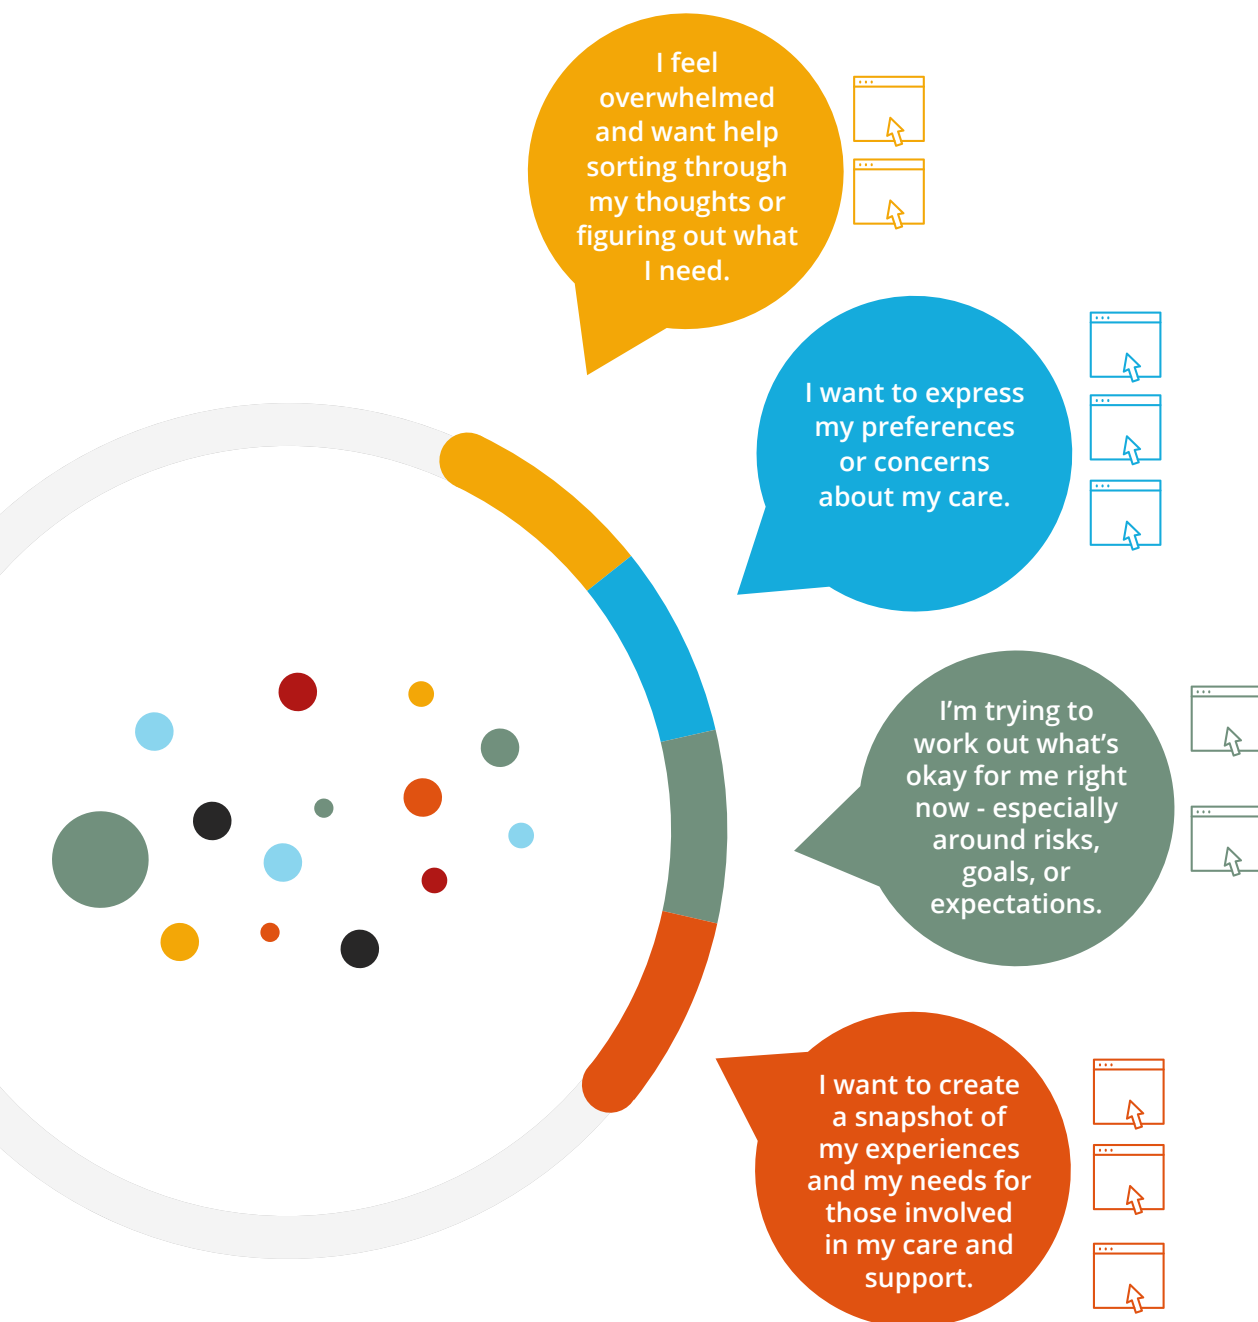 I feel
overwhelmed
and want help
sorting through
my thoughts or
figuring out what
I need.
I want to express
my preferences
or concerns
about my care.
I’m trying to
work out what’s
okay for me right
now - especially
around risks,
goals, or
expectations.
I want to create
a snapshot of
my experiences
and my needs for
those involved
in my care and
support.